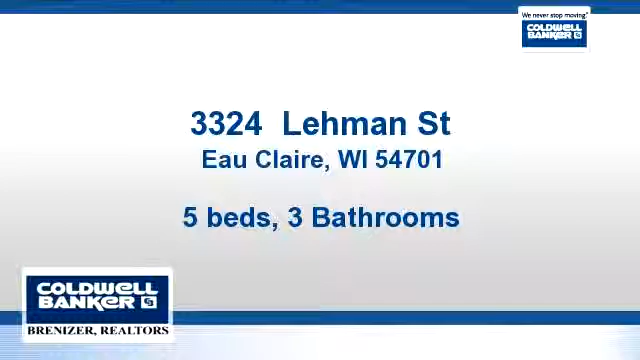 We never stop moving.®
COLDWELL
BANKER
3324 Lehman St
Eau Claire, WI 54701
5 beds, 3 Bathrooms
COLDWELL
BANKER
BRENIZER, REALTORS